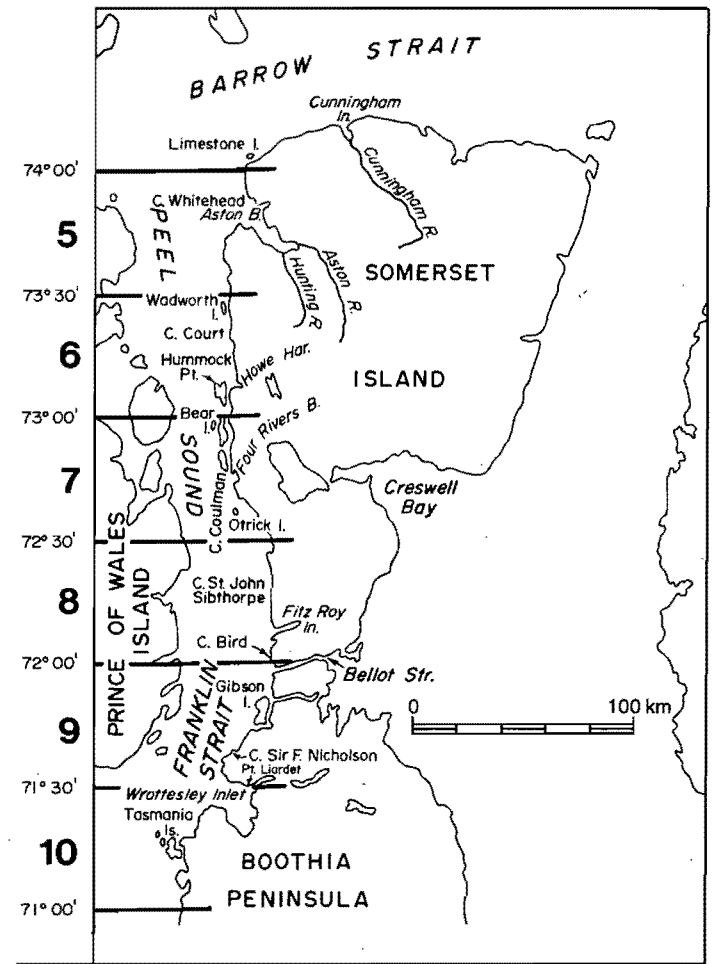 BARROW STRAIT
Cunningham
In.
Limestone I.
74° 00'
Cunningham R.
C. Whitehead
Aston B.
5
PEEL
SOMERSET
Hunting R.
Aston R.
73° 30'
Wadworth
I.
C. Court
6
Hummock
Pt.
Howe Har.
ISLAND
73° 00'
Bear
I.
Four Rivers B.
SOUND
7
C. Coulman
Creswell
Bay
Otrick I.
72° 30'
PRINCE OF WALES
ISLAND
C. St. John
Sibthorpe
8
Fitz Roy
In.
C. Bird
72° 00'
Bellot Str.
Gibson
I.
0 100 km
9
FRANKLIN
STRAIT
C. Sir F. Nicholson
Pt. Liardet
71° 30'
Wrottesley Inlet
Tasmania
Is.
10
BOOTHIA
PENINSULA
71° 00'